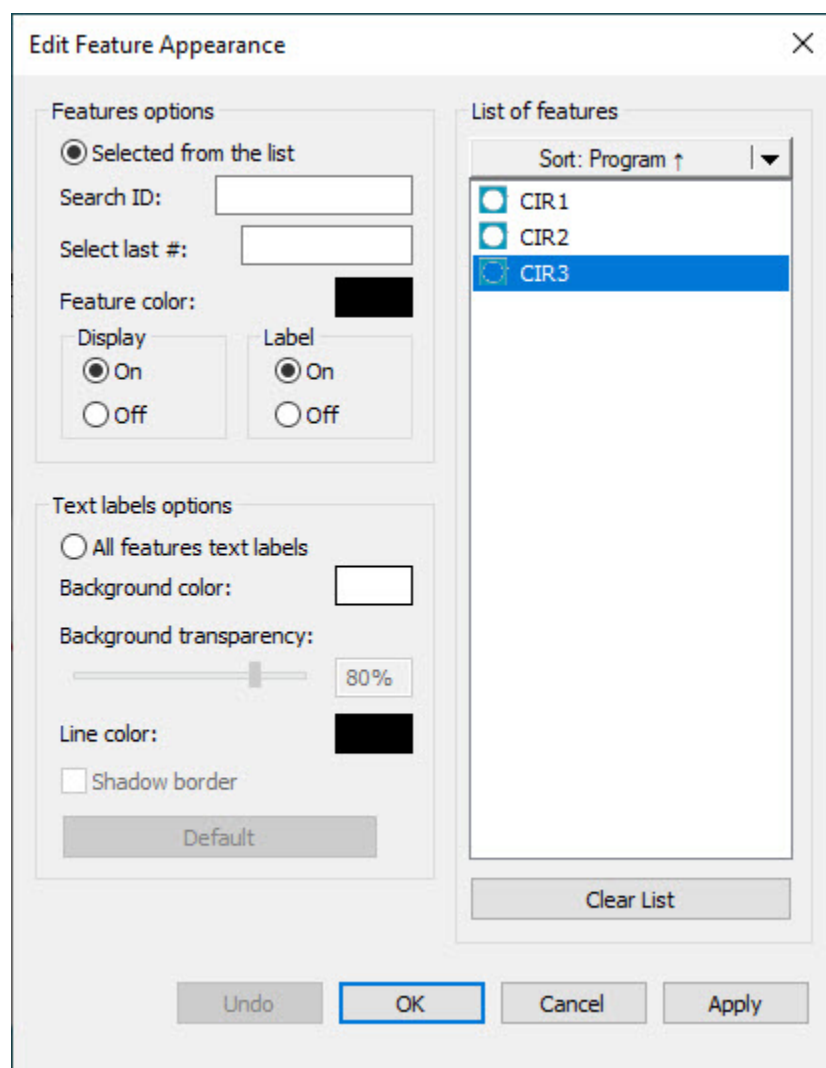 Edit Feature Appearance
Features options
Selected from the list
Search ID:
Select last #:
Feature color:
Display
On
Off
Label
On
Off
Text labels options
All features text labels
Background color:
Background transparency:
80%
Line color:
Shadow border
Default
List of features
Sort: Program ↑
CIR1
CIR2
CIR3
Clear List
Undo
OK
Cancel
Apply